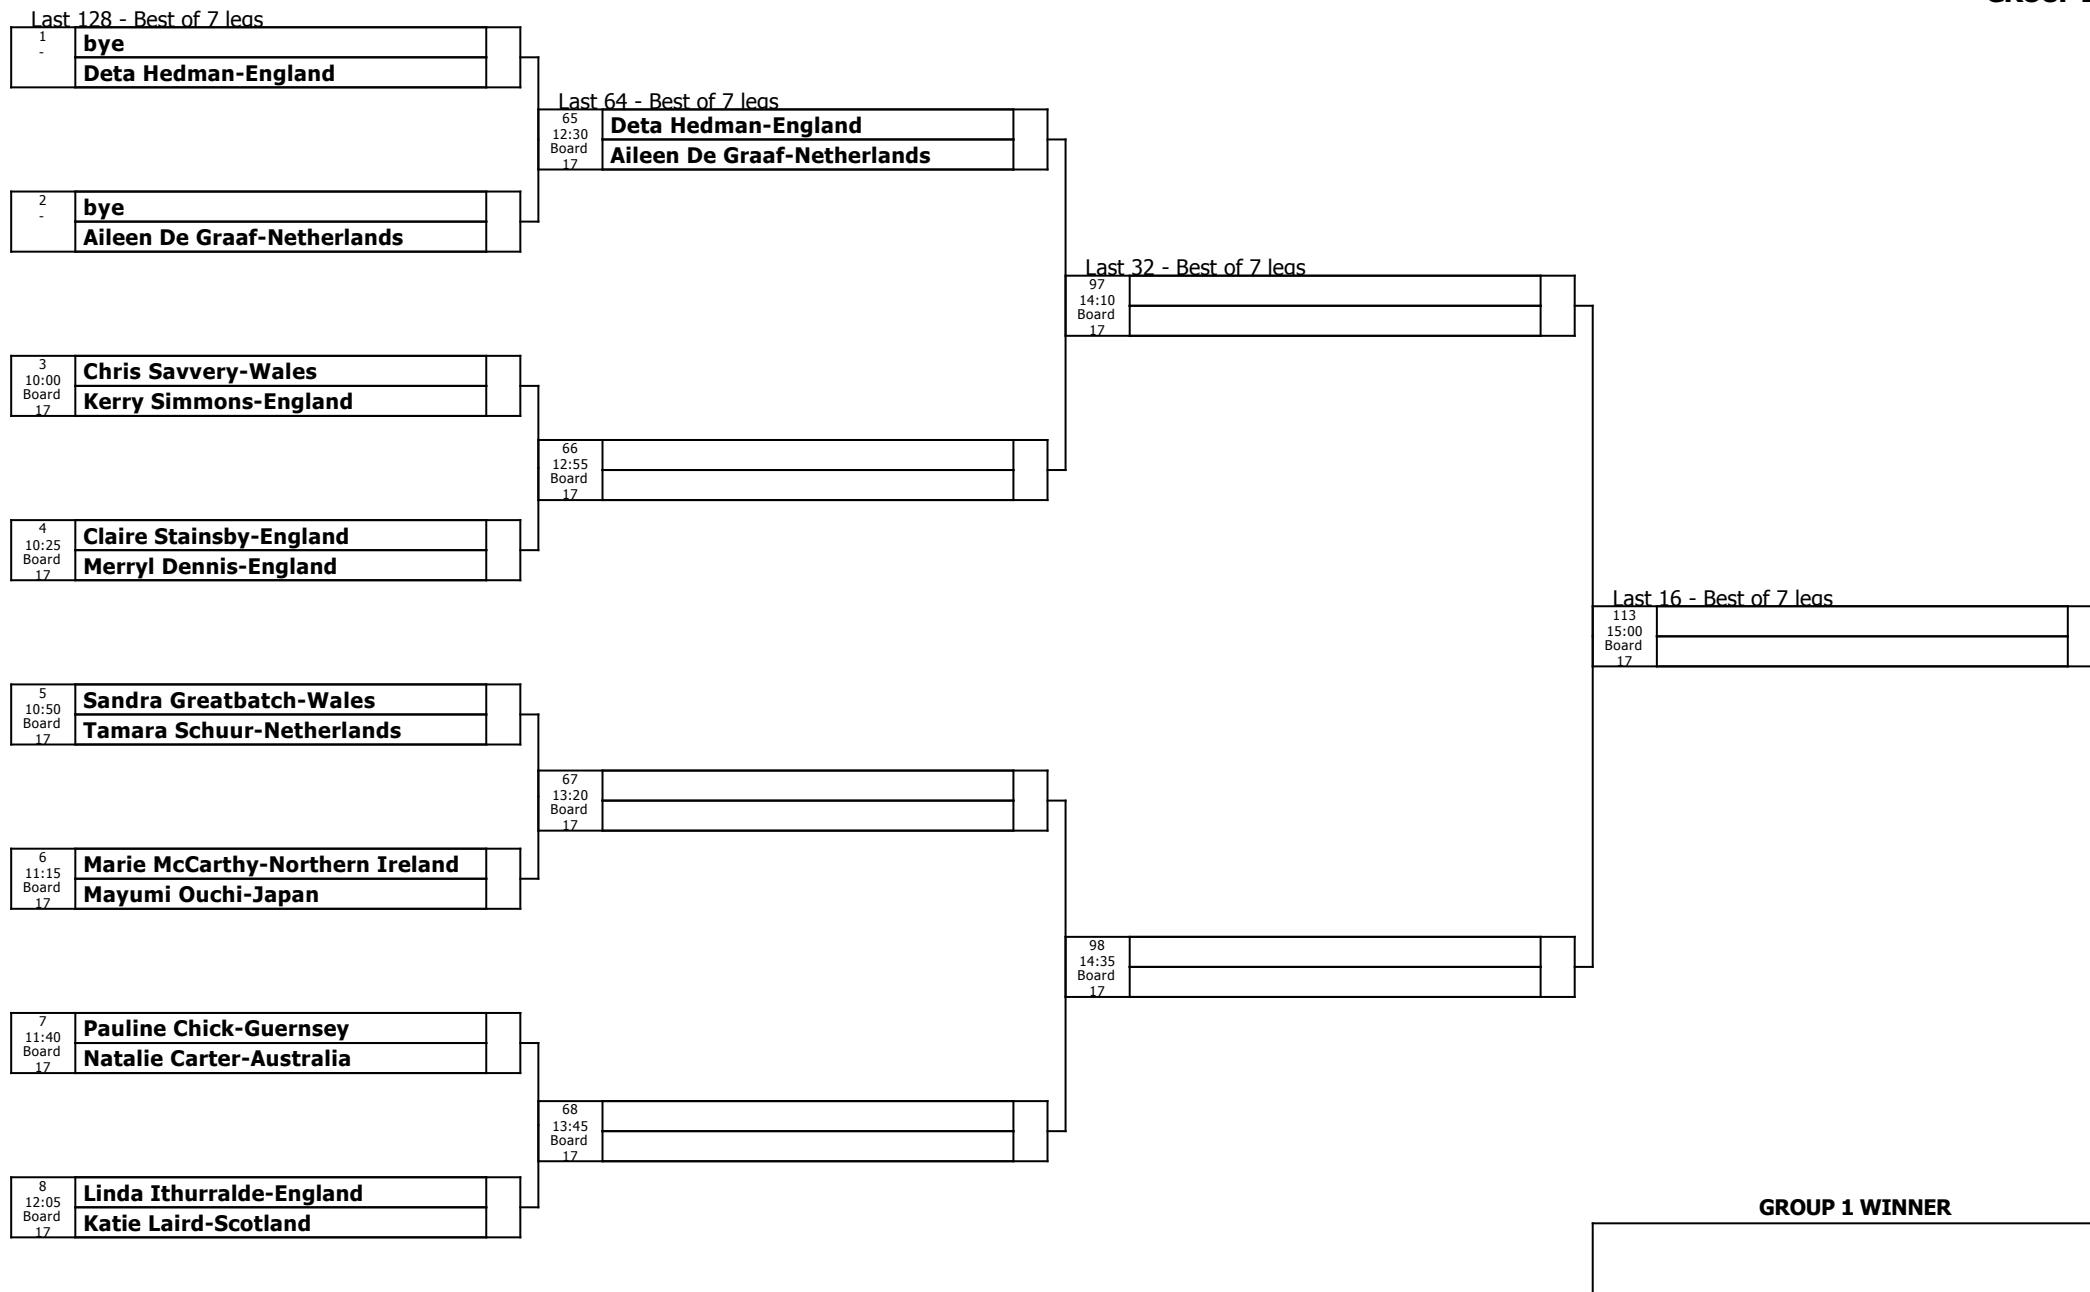 Last 128 - Best of 7 legs
1
-
bye
Deta Hedman-England
2
-
bye
Aileen De Graaf-Netherlands
3
10:00
Board
17
Chris Savvery-Wales
Kerry Simmons-England
4
10:25
Board
17
Claire Stainsby-England
Merryl Dennis-England
5
10:50
Board
17
Sandra Greatbatch-Wales
Tamara Schuur-Netherlands
6
11:15
Board
17
Marie McCarthy-Northern Ireland
Mayumi Ouchi-Japan
7
11:40
Board
17
Pauline Chick-Guernsey
Natalie Carter-Australia
8
12:05
Board
17
Linda Ithurralde-England
Katie Laird-Scotland
Last 64 - Best of 7 legs
65
12:30
Board
17
Deta Hedman-England
Aileen De Graaf-Netherlands
66
12:55
Board
17
67
13:20
Board
17
68
13:45
Board
17
Last 32 - Best of 7 legs
97
14:10
Board
17
98
14:35
Board
17
Last 16 - Best of 7 legs
113
15:00
Board
17
GROUP 1 WINNER